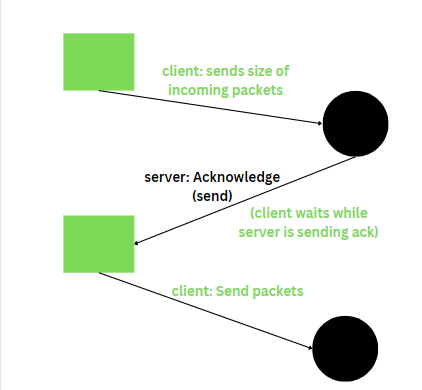 client: sends size of
incoming packets
server: Acknowledge
(send)
(client waits while
server is sending ack)
client: Send packets